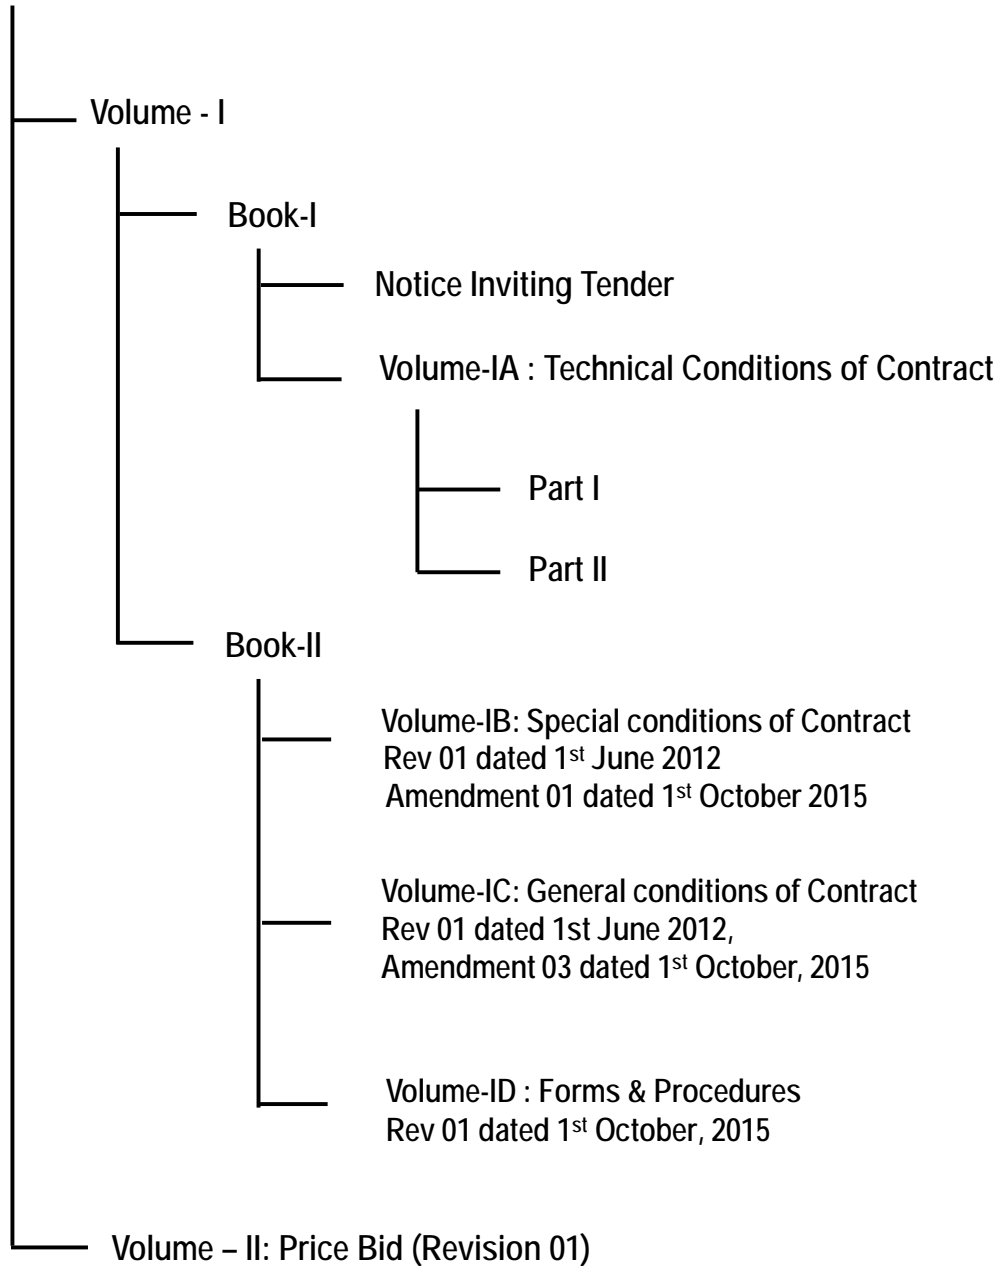 Volume - I
Book-I
Notice Inviting Tender
Volume-IA : Technical Conditions of Contract
Part I
Part II
Book-II
Volume-IB: Special conditions of Contract
Rev 01 dated 1st June 2012
Amendment 01 dated 1st October 2015
Volume-IC: General conditions of Contract
Rev 01 dated 1st June 2012,
Amendment 03 dated 1st October, 2015
Volume-ID : Forms & Procedures
Rev 01 dated 1st October, 2015
Volume – II: Price Bid (Revision 01)